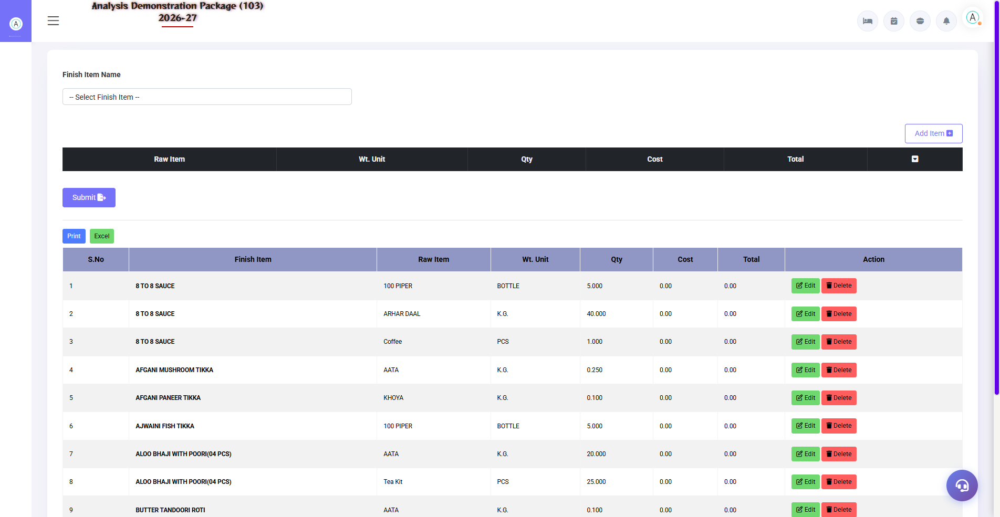 Analysis Demonstration Package (103)
2026-27
A
A
Finish Item Name
-- Select Finish Item --
Add Item
Raw Item Wt. Unit Qty Cost Total
Submit
Print Excel
S.No Finish Item Raw Item Wt. Unit Qty Cost Total Action
1 8 TO 8 SAUCE 100 PIPER BOTTLE 5.000 0.00 0.00 Edit Delete
2 8 TO 8 SAUCE ARHAR DAAL K.G. 40.000 0.00 0.00 Edit Delete
3 8 TO 8 SAUCE Coffee PCS 1.000 0.00 0.00 Edit Delete
4 AFGANI MUSHROOM TIKKA AATA K.G. 0.250 0.00 0.00 Edit Delete
5 AFGANI PANEER TIKKA KHOYA K.G. 0.100 0.00 0.00 Edit Delete
6 AJWAINI FISH TIKKA 100 PIPER BOTTLE 5.000 0.00 0.00 Edit Delete
7 ALOO BHAJI WITH POORI(04 PCS) AATA K.G. 20.000 0.00 0.00 Edit Delete
8 ALOO BHAJI WITH POORI(04 PCS) Tea Kit PCS 25.000 0.00 0.00 Edit Delete
9 BUTTER TANDOORI ROTI AATA K.G. 0.100 0.00 0.00 Edit Delete